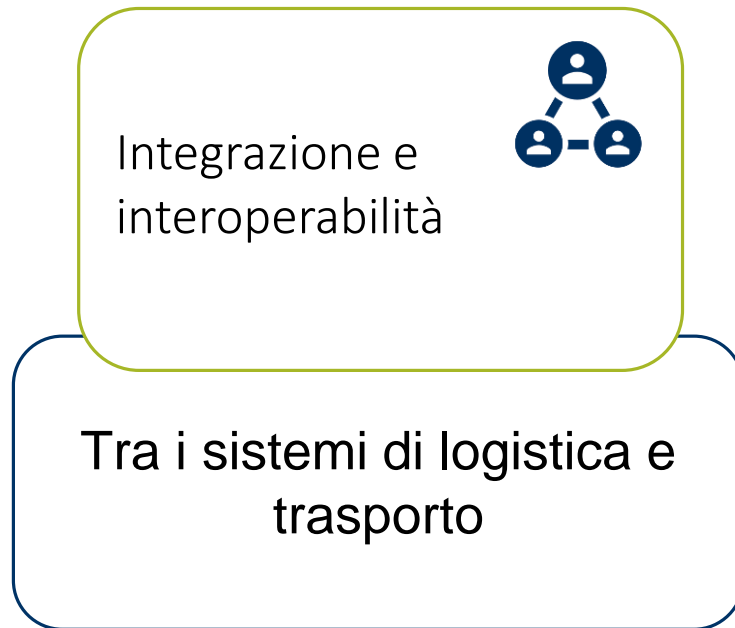 Integrazione e
interoperabilità
Tra i sistemi di logistica e
trasporto